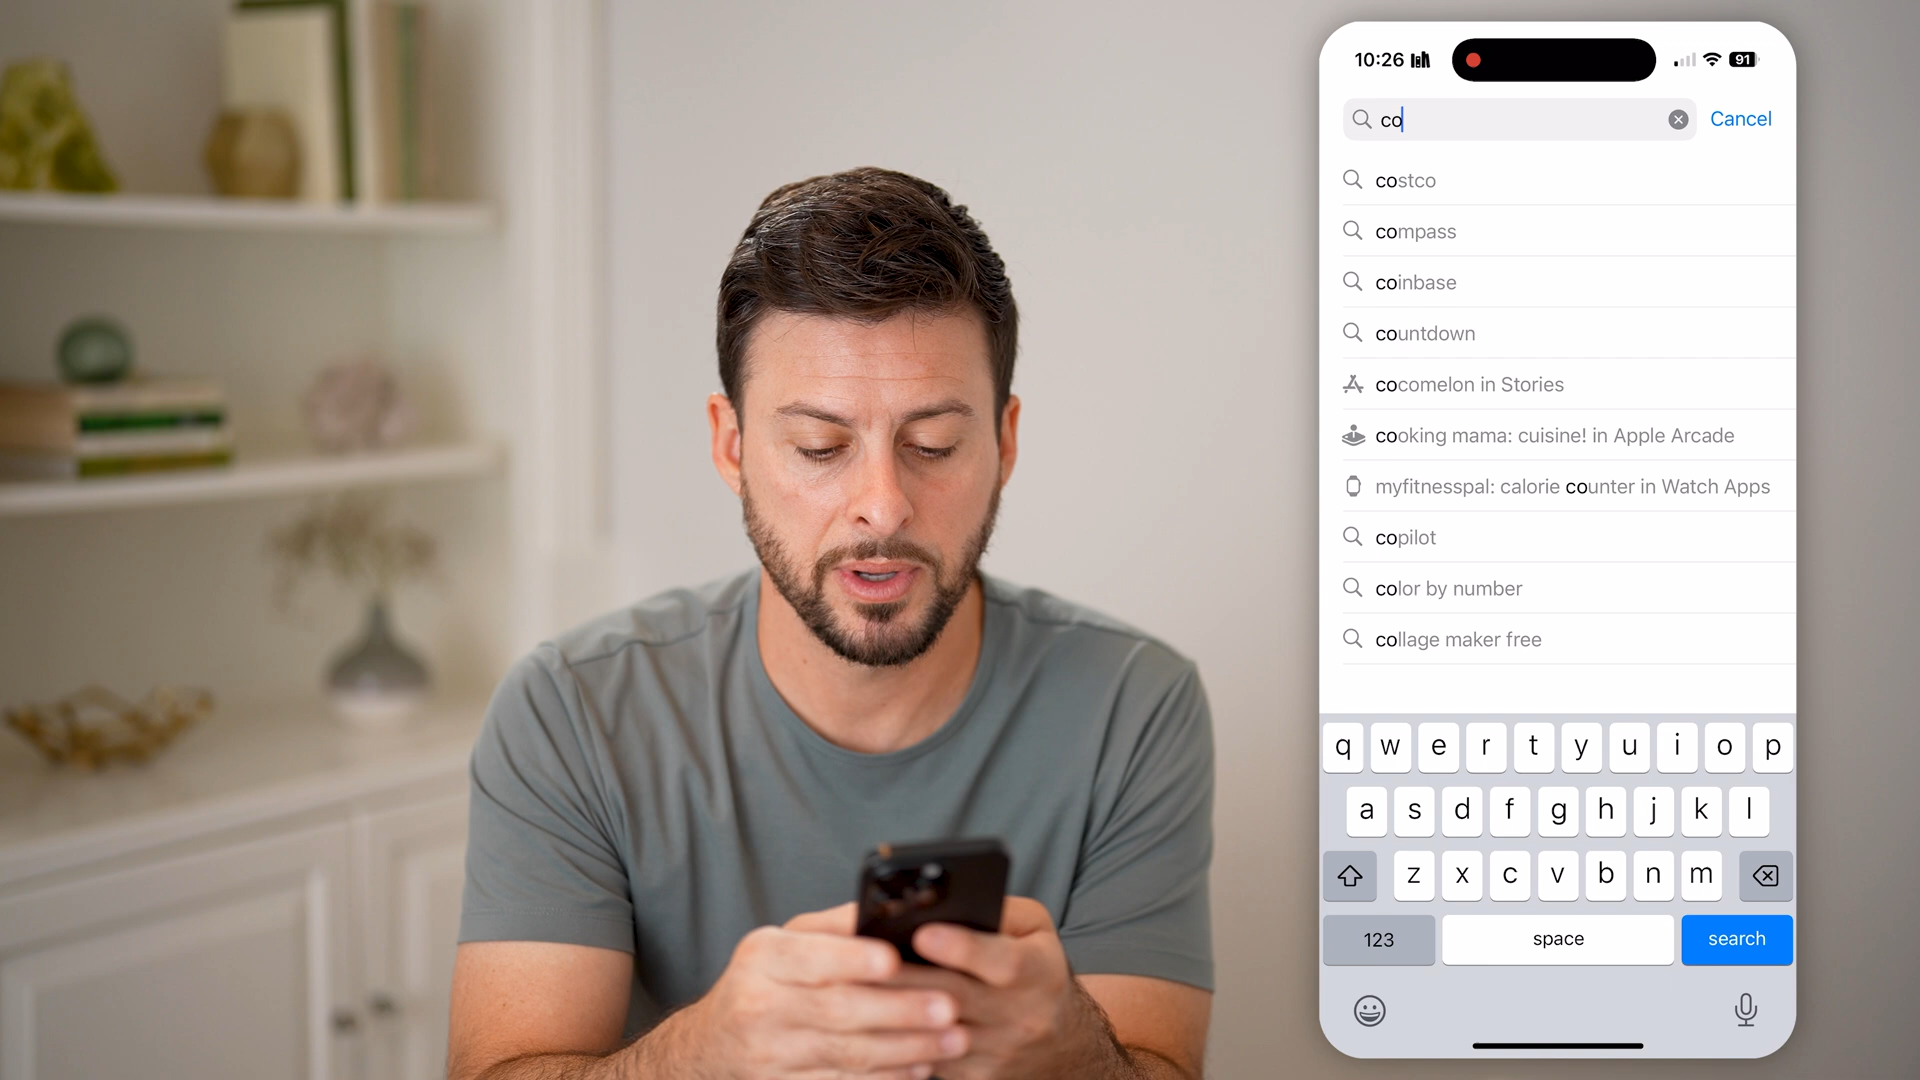 10:26
91
co
Cancel
costco
compass
coinbase
countdown
cocomelon in Stories
cooking mama: cuisine! in Apple Arcade
myfitnesspal: calorie counter in Watch Apps
copilot
color by number
collage maker free
q w e r t y u i o p
a s d f g h j k l
z x c v b n m
123 space search